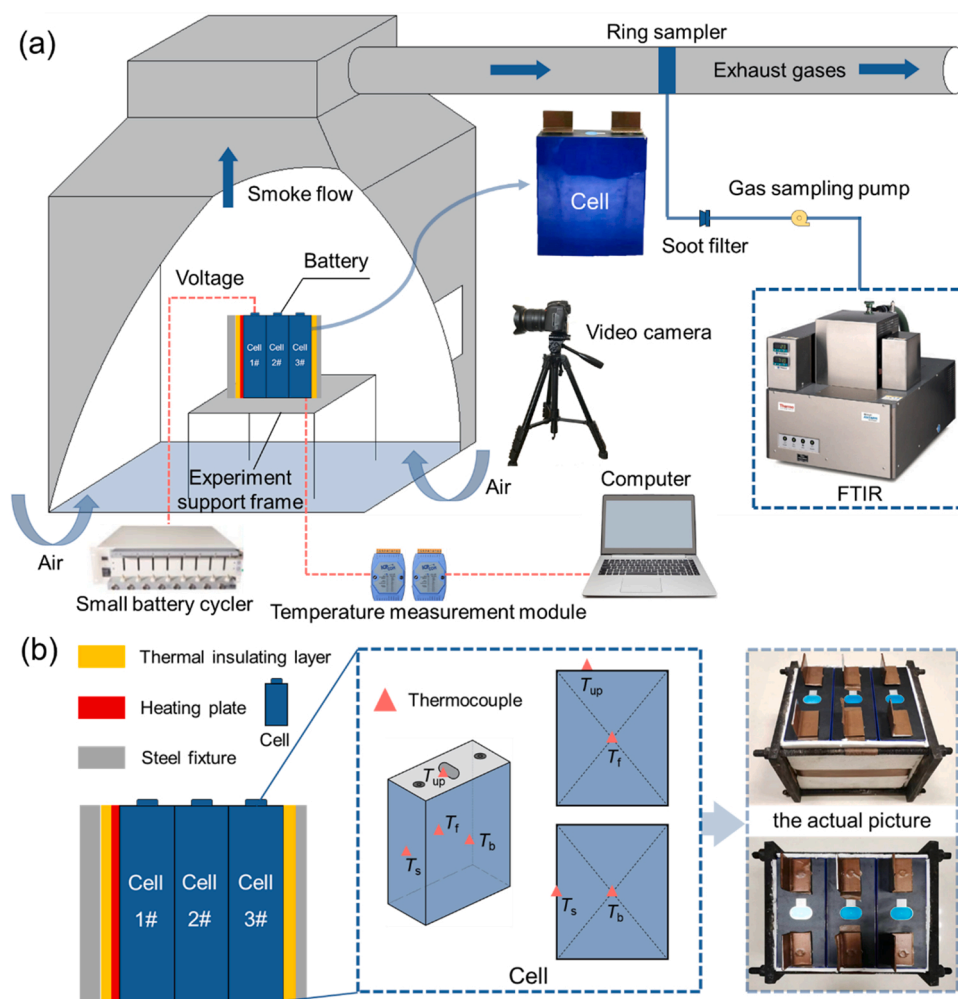 (a)
Ring sampler
Exhaust gases
Smoke flow
Cell
Gas sampling pump
Soot filter
Voltage
Battery
Cell
1#
Cell
2#
Cell
3#
Video camera
Experiment
support frame
Air
Computer
FTIR
Air
Small battery cycler
Temperature measurement module
(b)
Thermal insulating layer
Heating plate
Cell
Steel fixture
Thermocouple
Tup
Tf
Tb
Ts
Tup
Tf
Ts
Tb
Cell
1#
Cell
2#
Cell
3#
Cell
the actual picture